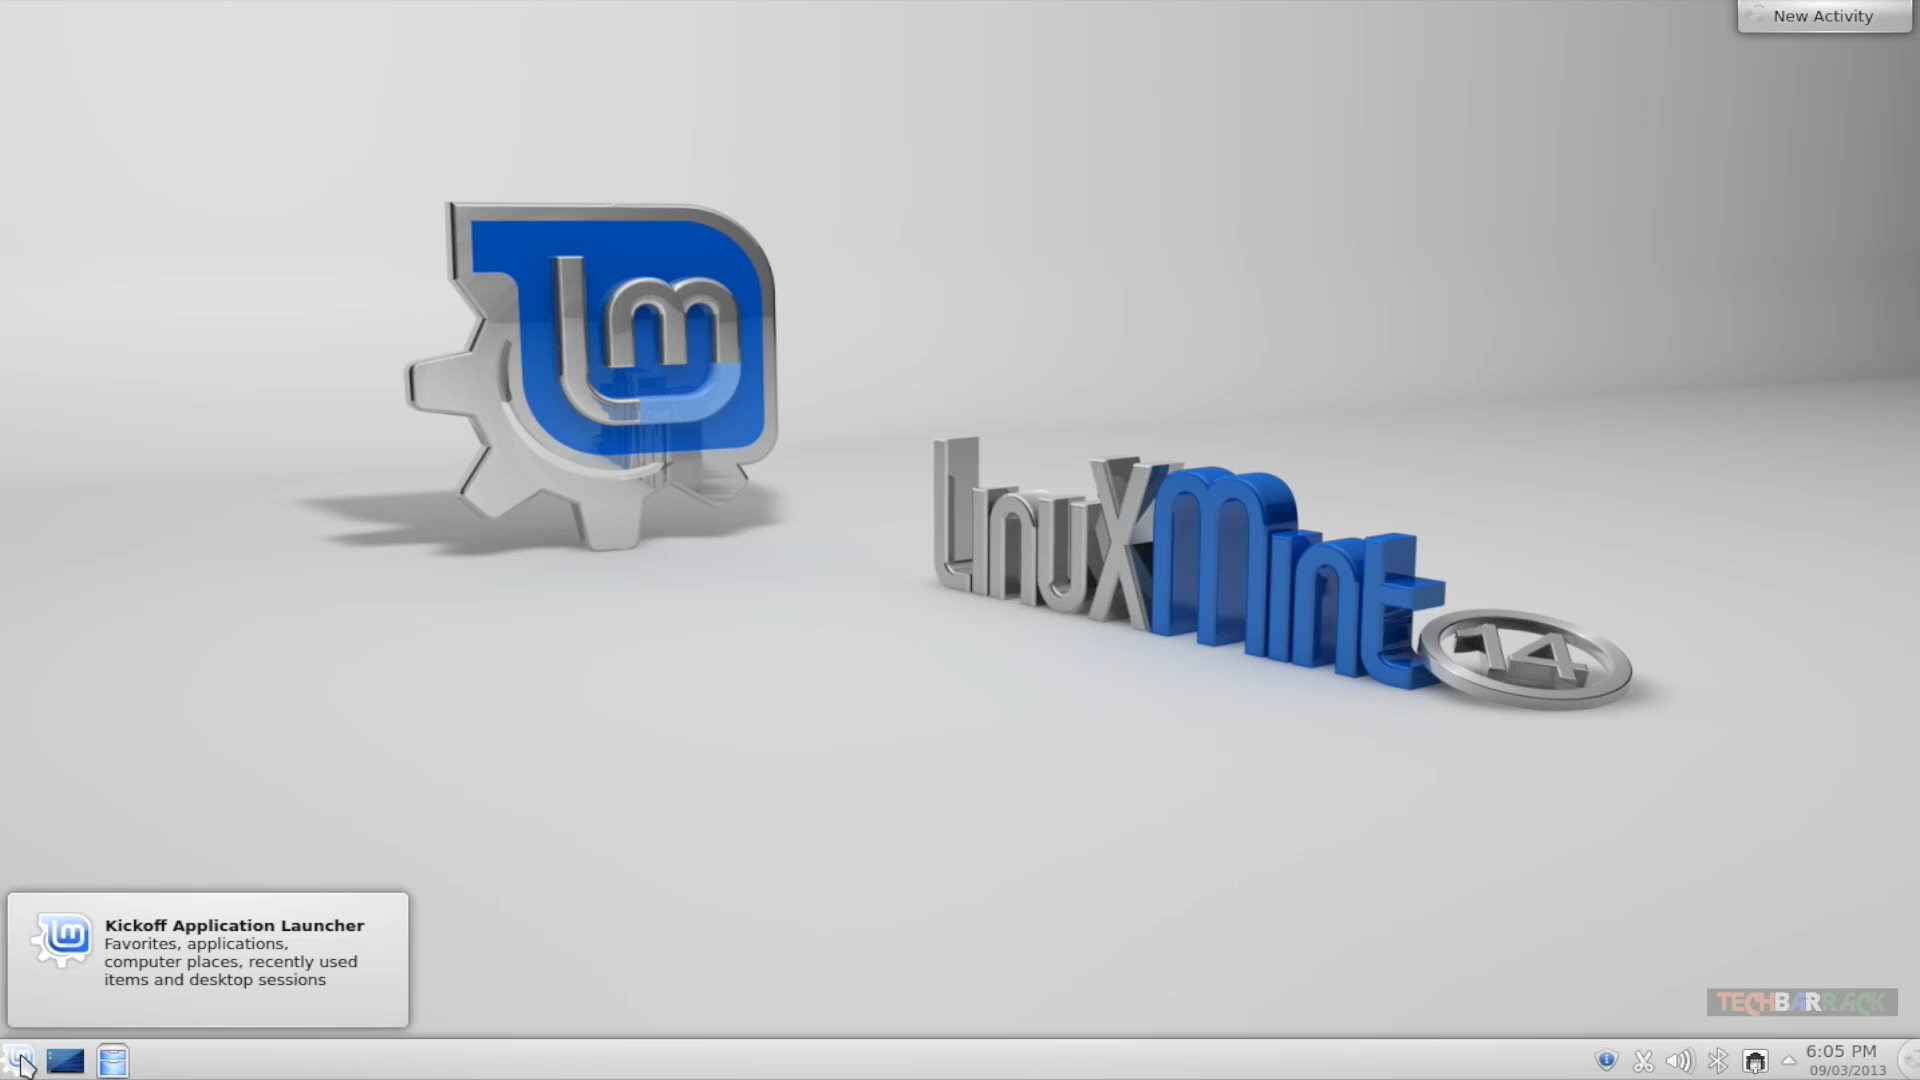 New Activity
Lm
LinuxMint
14
Kickoff Application Launcher
Favorites, applications,
computer places, recently used
items and desktop sessions
TECHBARRACK
6:05 PM
09/03/2013